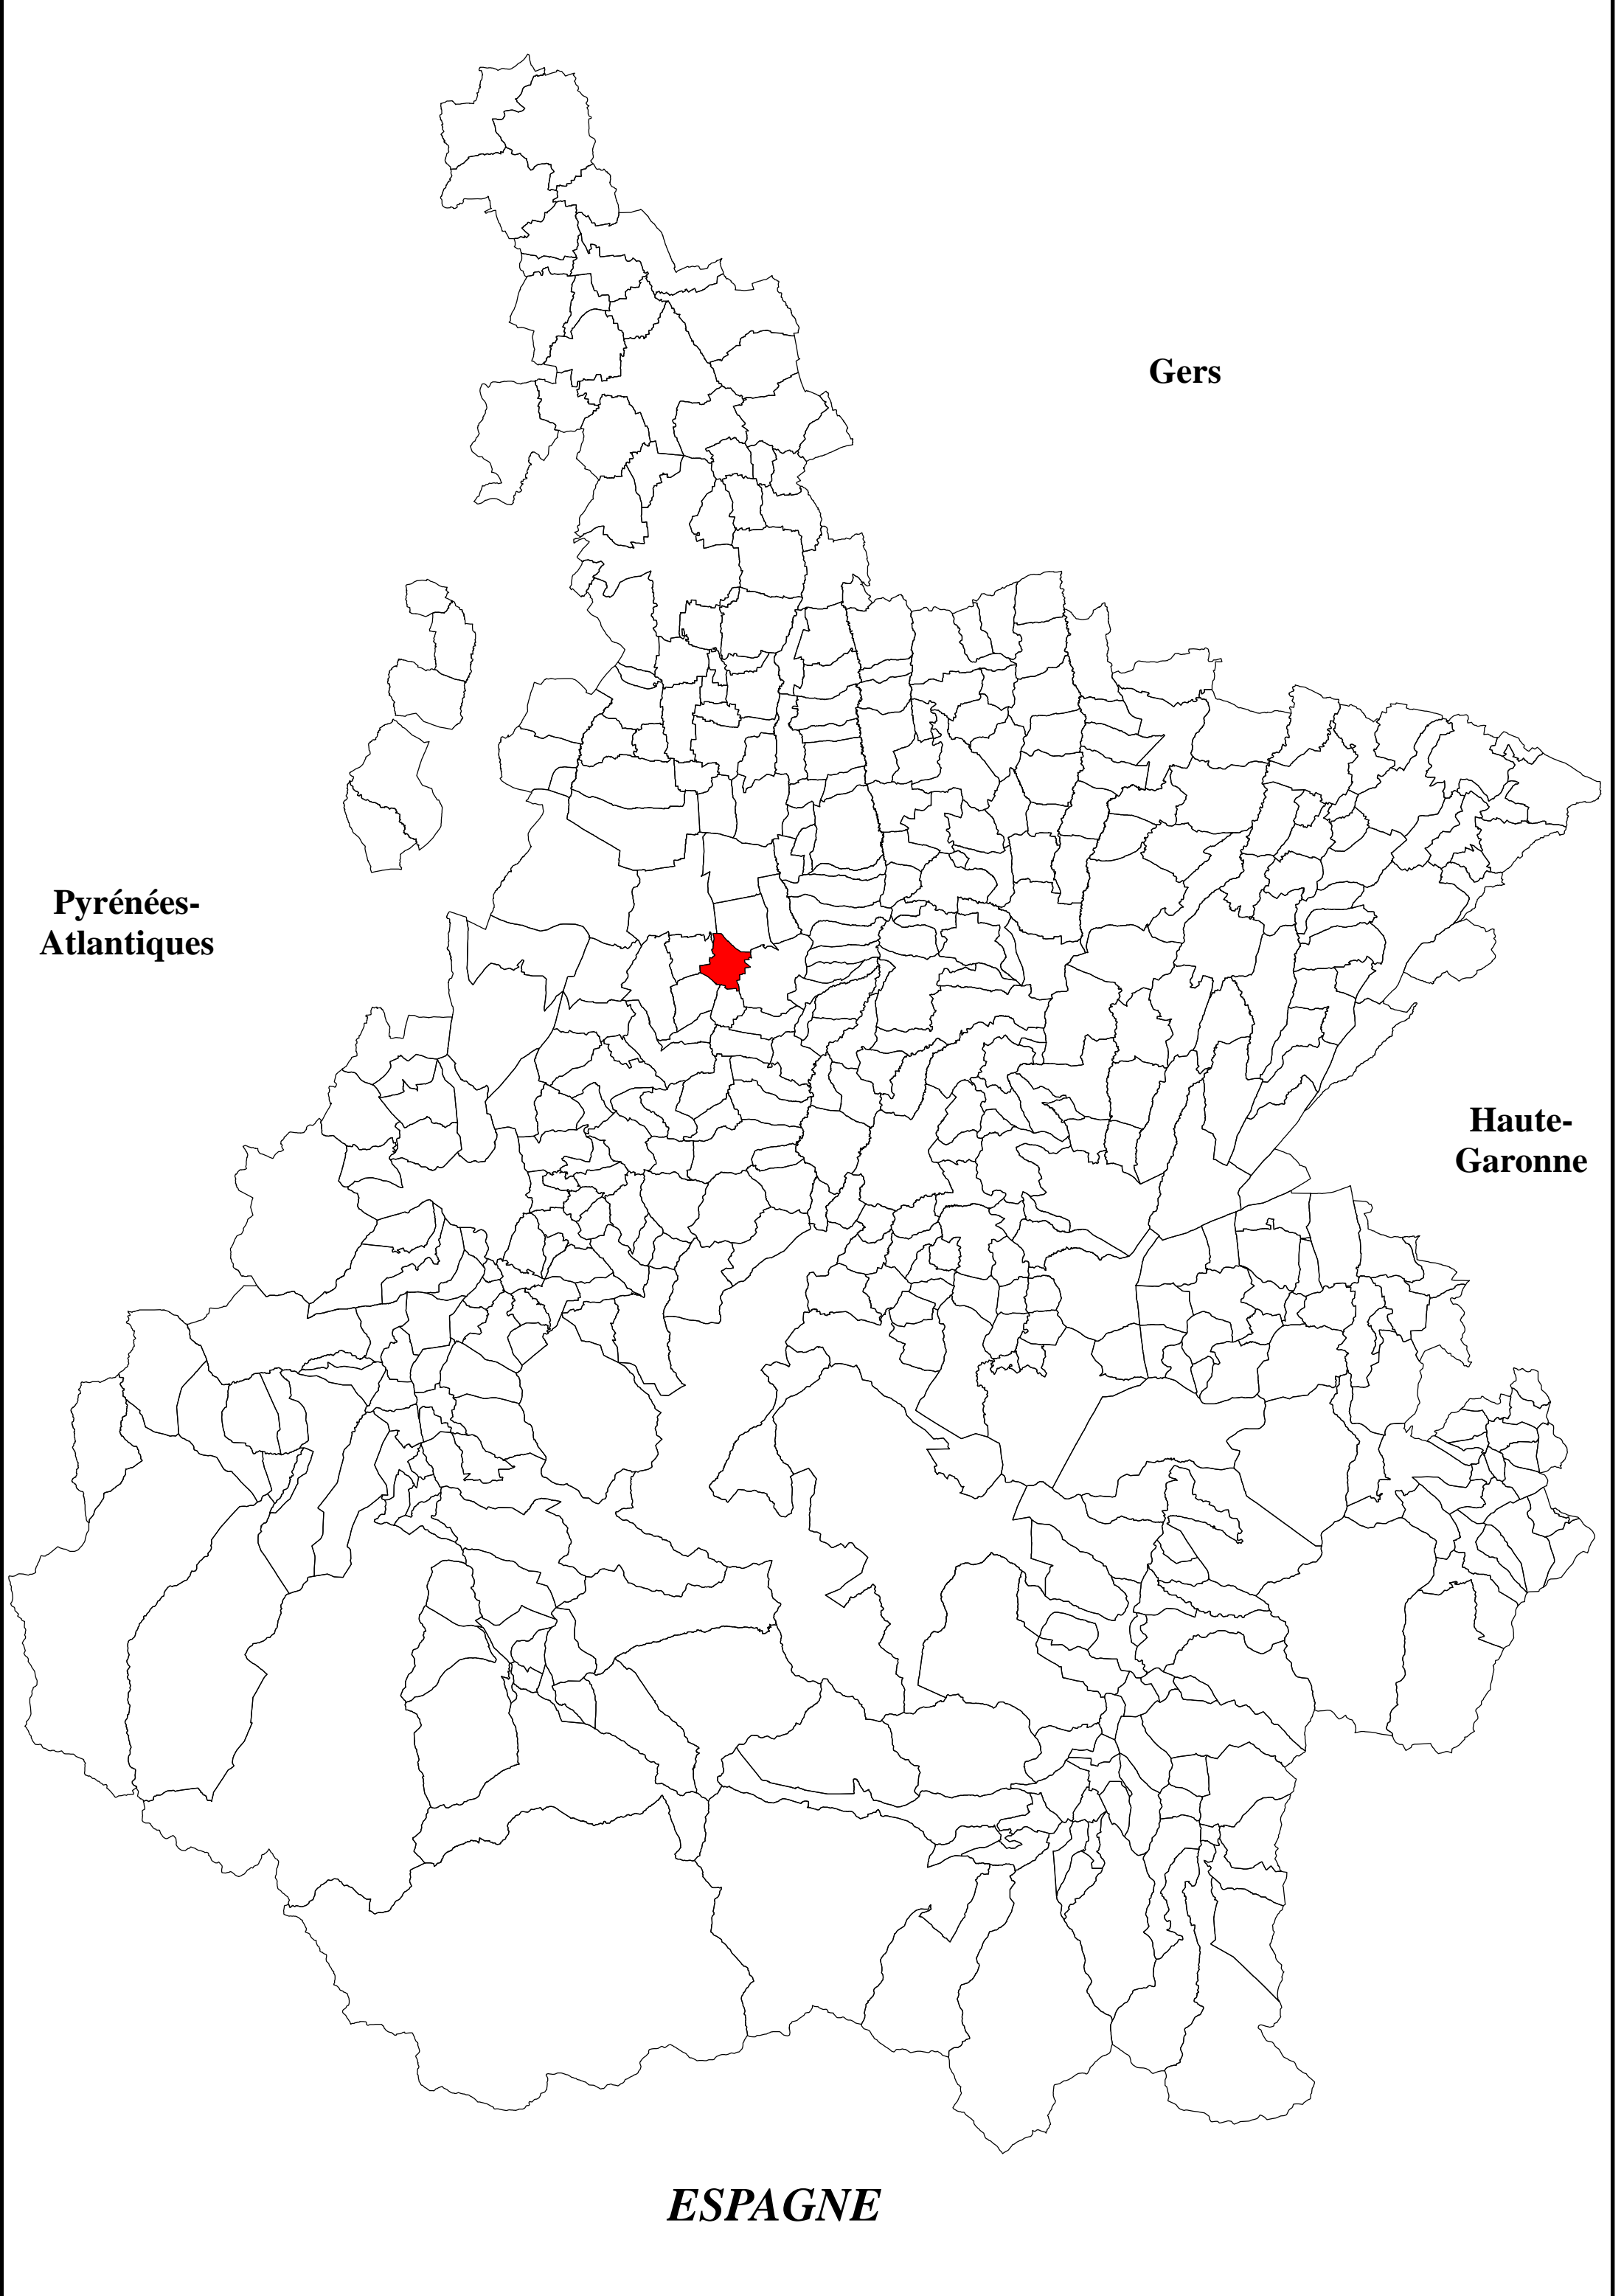 Gers
Pyrénées-
Atlantiques
Haute-
Garonne
ESPAGNE